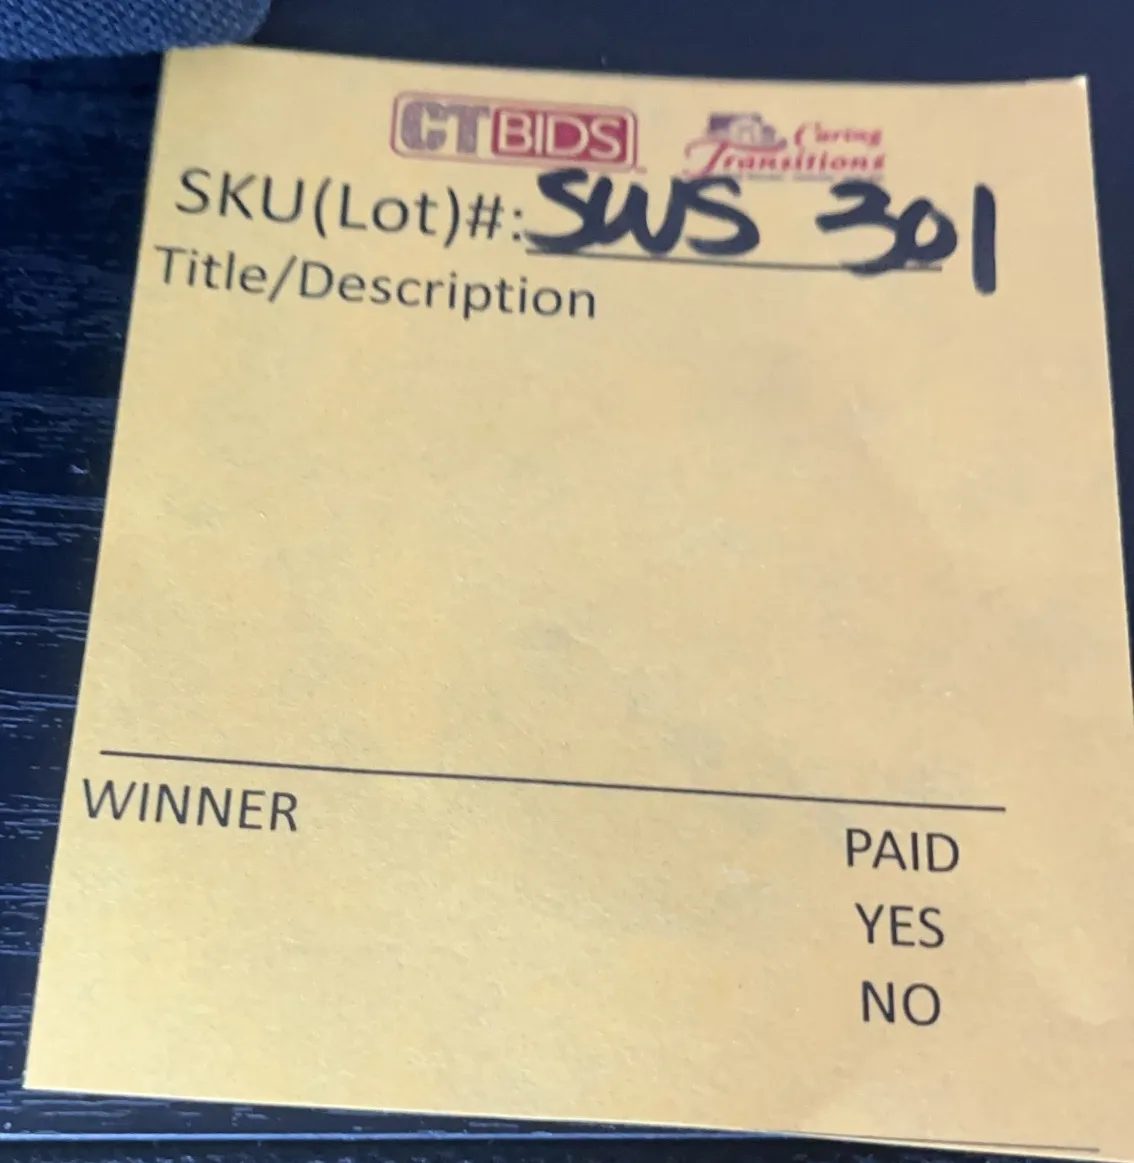 CTBIDS Caring Transitions
SKU(Lot)#: SWS 301
Title/Description
WINNER
PAID
YES
NO